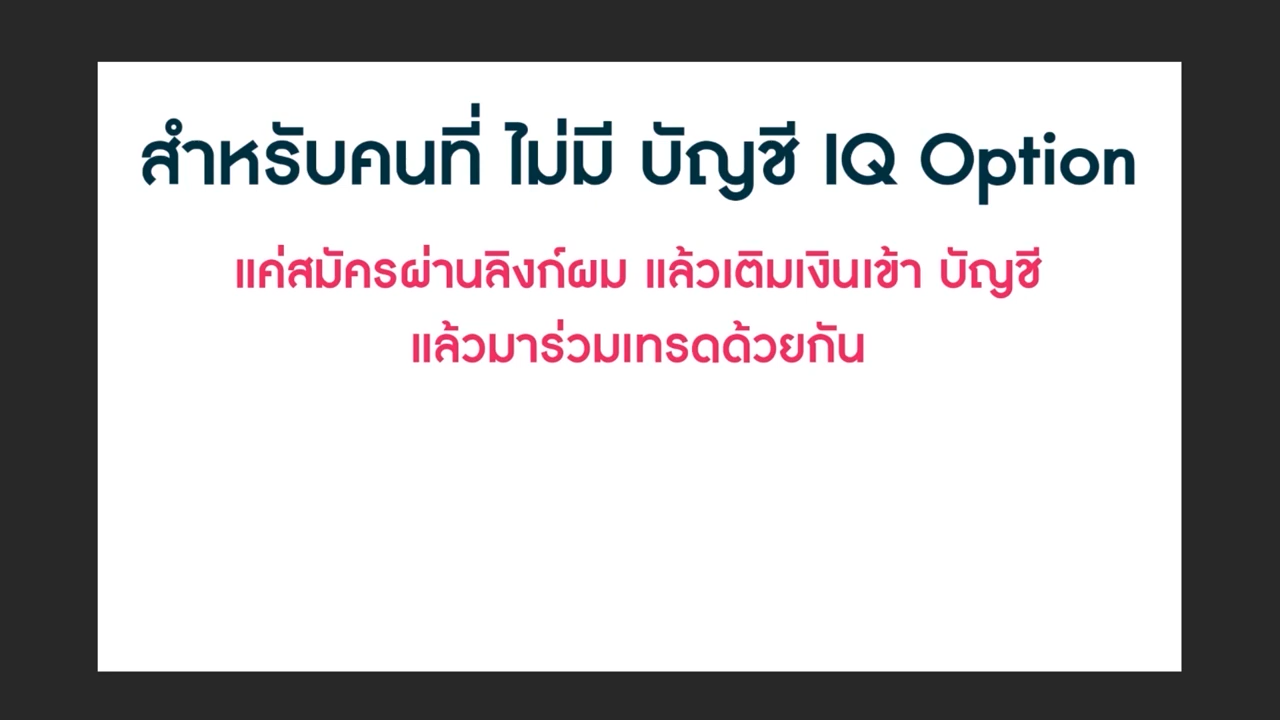 สำหรับคนที่ ไม่มี บัญชี IQ Option
แค่สมัครผ่านลิงก์ผม แล้วเติมเงินเข้า บัญชี
แล้วมาร่วมเทรดด้วยกัน